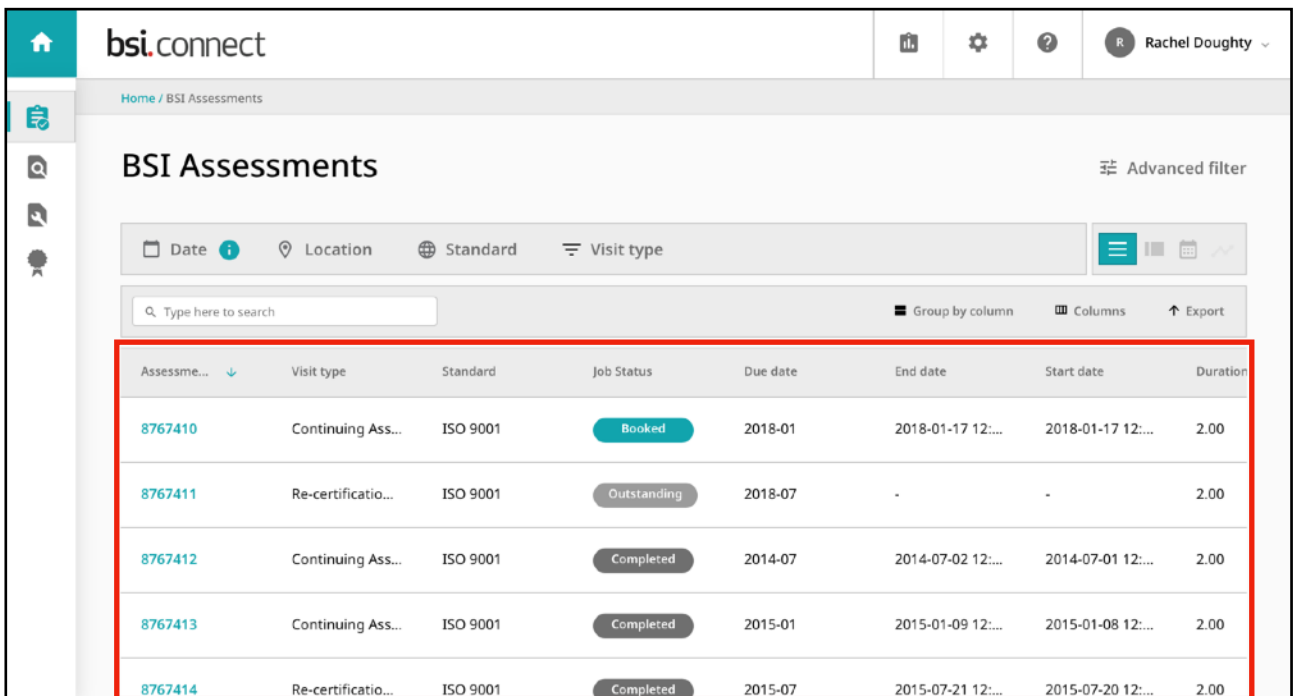 bsi.connect R Rachel Doughty
Home / BSI Assessments
BSI Assessments Advanced filter
Date i Location Standard Visit type
Type here to search Group by column Columns Export
Assessme... Visit type Standard Job Status Due date End date Start date Duration
8767410 Continuing Ass... ISO 9001 Booked 2018-01 2018-01-17 12:... 2018-01-17 12:... 2.00
8767411 Re-certificatio... ISO 9001 Outstanding 2018-07 - - 2.00
8767412 Continuing Ass... ISO 9001 Completed 2014-07 2014-07-02 12:... 2014-07-01 12:... 2.00
8767413 Continuing Ass... ISO 9001 Completed 2015-01 2015-01-09 12:... 2015-01-08 12:... 2.00
8767414 Re-certificatio... ISO 9001 Completed 2015-07 2015-07-21 12:... 2015-07-20 12:... 2.00